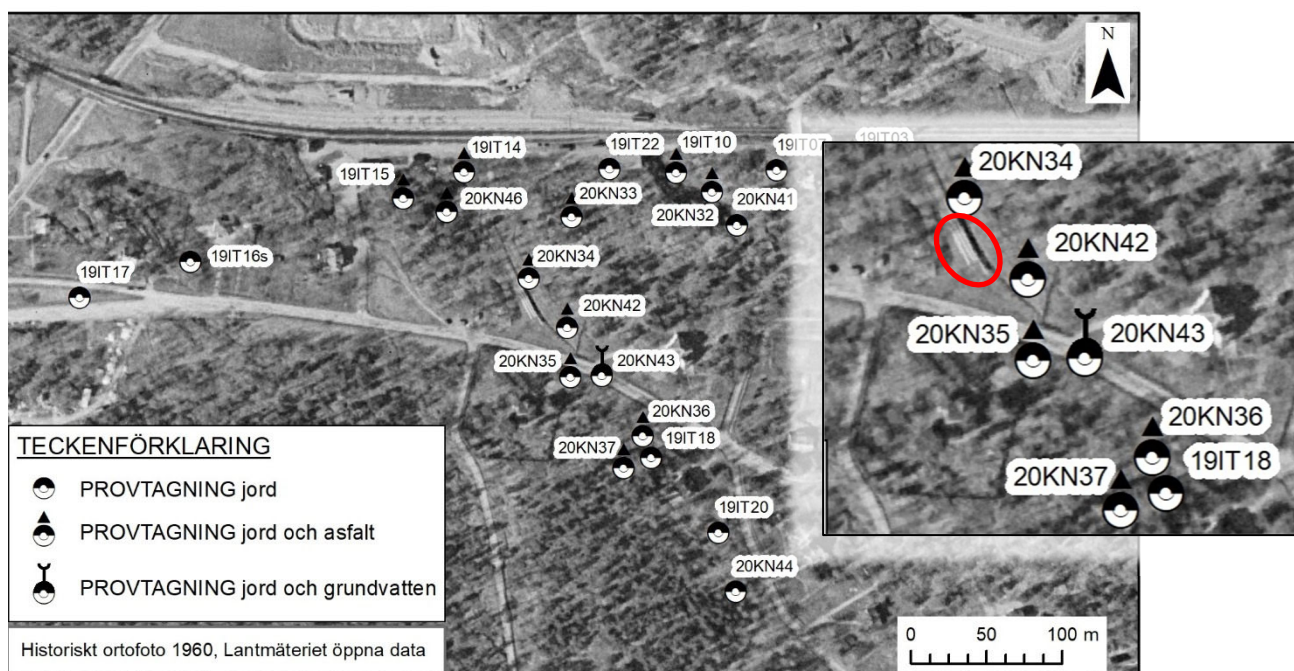 N
19IT14
19IT22
19IT10
19IT07
19IT03
19IT15
20KN46
20KN33
20KN32
20KN41
19IT16s
19IT17
20KN34
20KN42
20KN35
20KN43
20KN36
19IT18
20KN37
19IT20
20KN44
20KN34
20KN42
20KN35
20KN43
20KN36
19IT18
20KN37
TECKENFÖRKLARING
PROVTAGNING jord
PROVTAGNING jord och asfalt
PROVTAGNING jord och grundvatten
Historiskt ortofoto 1960, Lantmäteriet öppna data
0 50 100 m